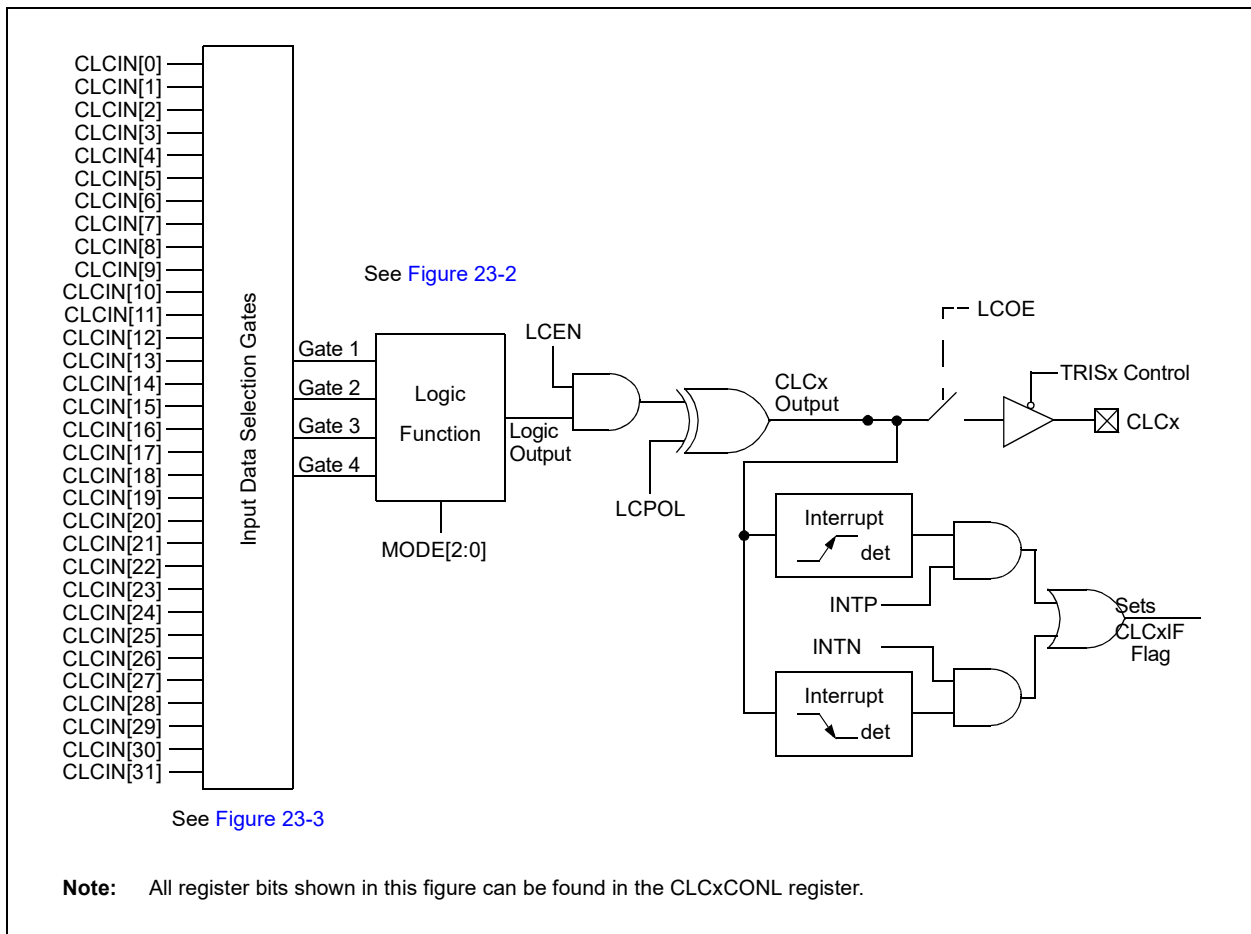 CLCIN[0]
CLCIN[1]
CLCIN[2]
CLCIN[3]
CLCIN[4]
CLCIN[5]
CLCIN[6]
CLCIN[7]
CLCIN[8]
CLCIN[9]
CLCIN[10]
CLCIN[11]
CLCIN[12]
CLCIN[13]
CLCIN[14]
CLCIN[15]
CLCIN[16]
CLCIN[17]
CLCIN[18]
CLCIN[19]
CLCIN[20]
CLCIN[21]
CLCIN[22]
CLCIN[23]
CLCIN[24]
CLCIN[25]
CLCIN[26]
CLCIN[27]
CLCIN[28]
CLCIN[29]
CLCIN[30]
CLCIN[31]
Input Data Selection Gates
See Figure 23-3
Gate 1
Gate 2
Gate 3
Gate 4
See Figure 23-2
Logic
Function
MODE[2:0]
Logic
Output
LCEN
LCPOL
CLCx
Output
LCOE
TRISx Control
CLCx
Interrupt
det
INTP
INTN
Interrupt
det
Sets
CLCxIF
Flag
Note: All register bits shown in this figure can be found in the CLCxCONL register.